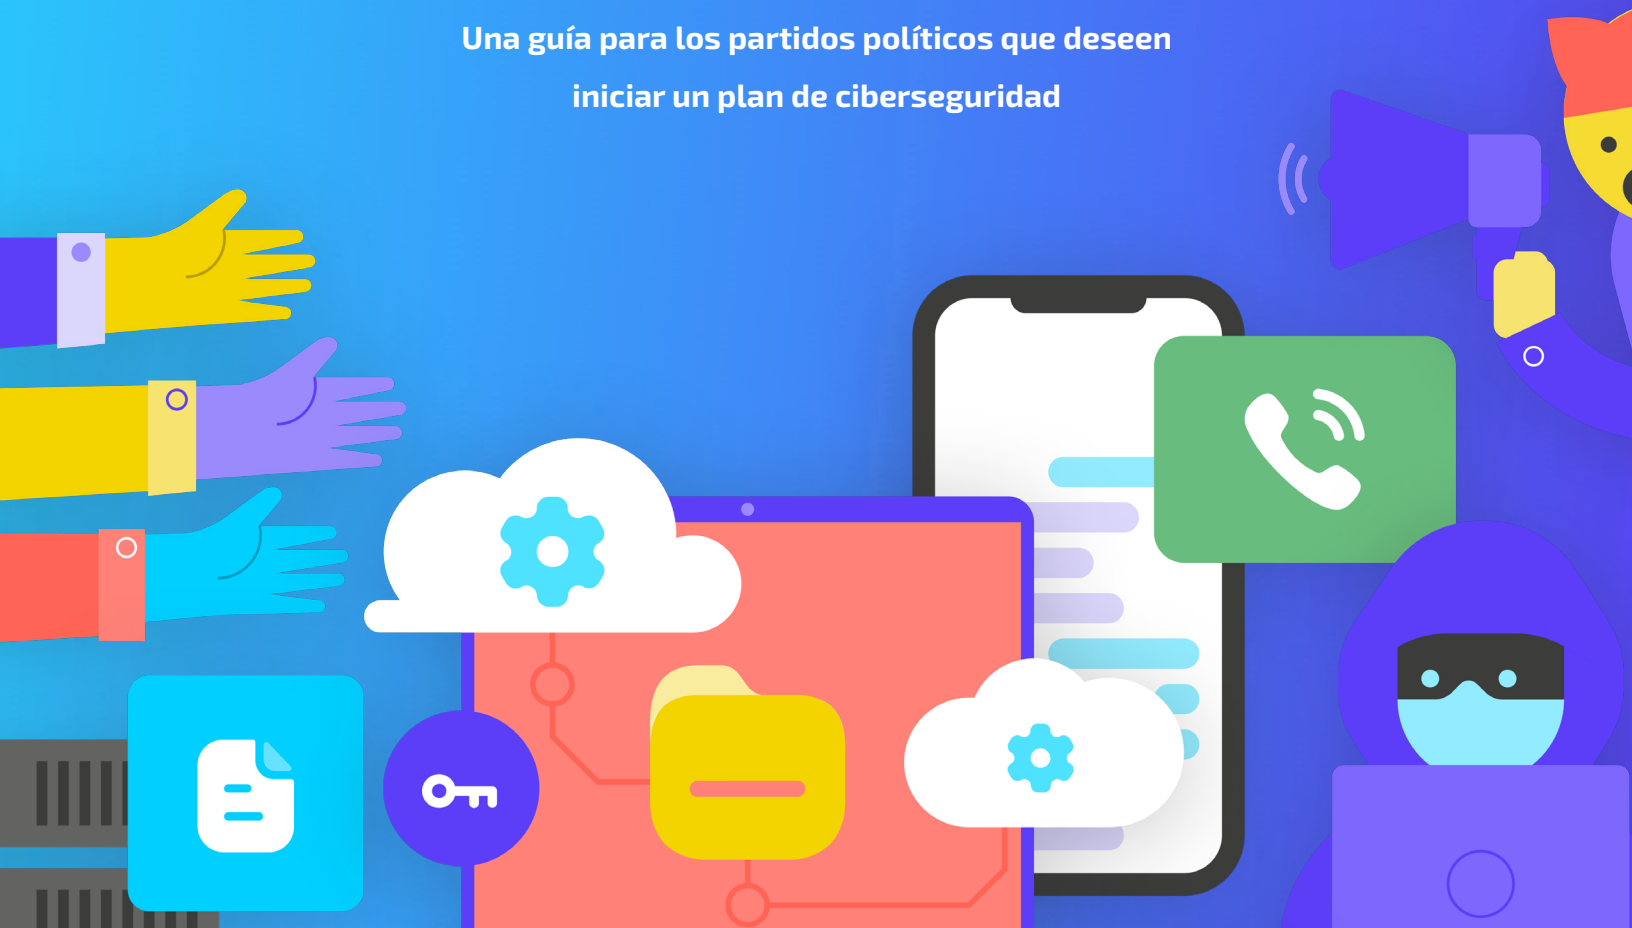 Una guía para los partidos políticos que deseen
iniciar un plan de ciberseguridad